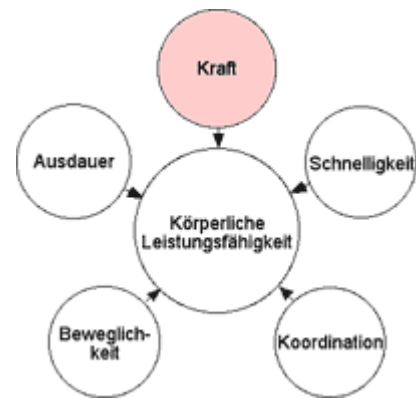 Kraft
Ausdauer
Schnelligkeit
Körperliche
Leistungsfähigkeit
Beweglich-
keit
Koordination